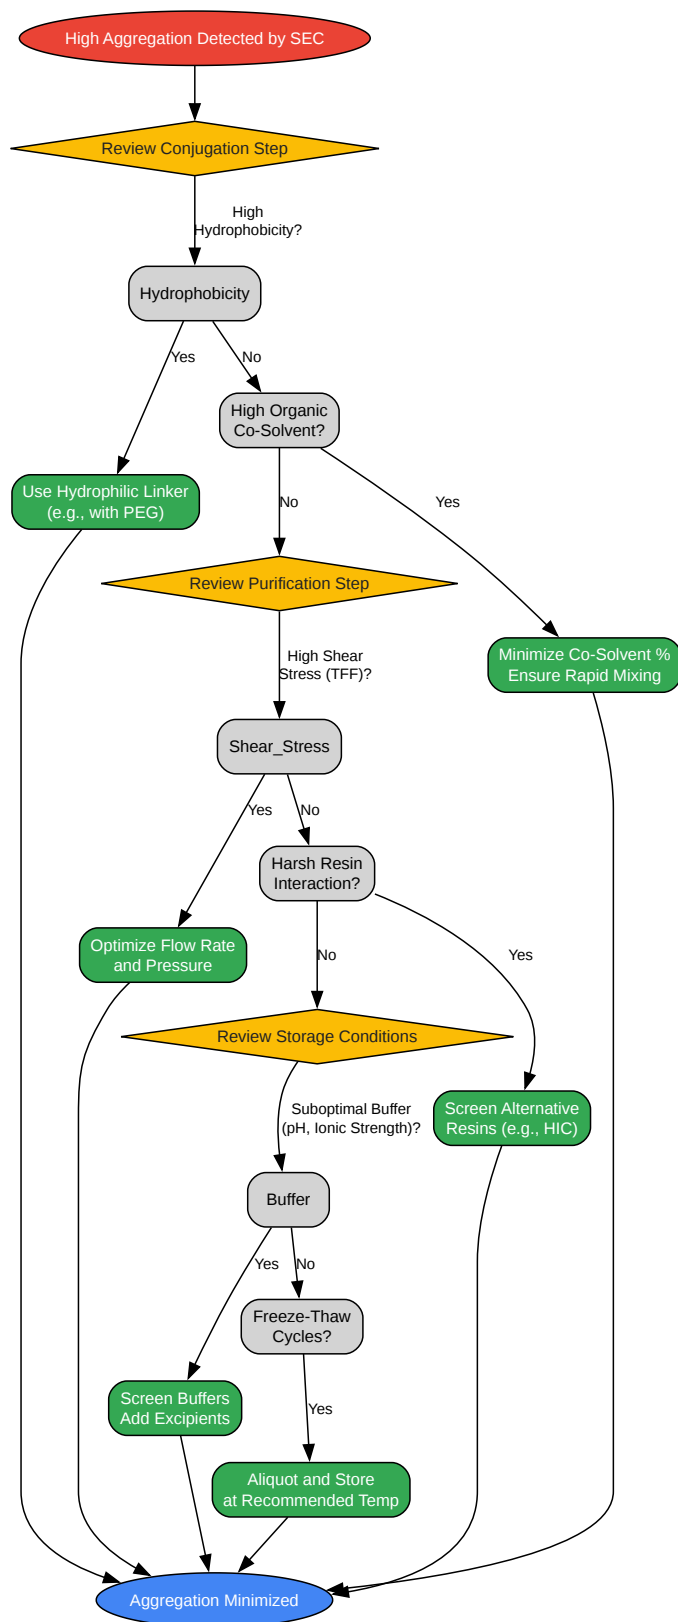 High Aggregation Detected by SEC
Review Conjugation Step
High
Hydrophobicity?
Hydrophobicity
Yes
No
High Organic
Co-Solvent?
Use Hydrophilic Linker
(e.g., with PEG)
No
Yes
Review Purification Step
Minimize Co-Solvent %
Ensure Rapid Mixing
High Shear
Stress (TFF)?
Shear_Stress
Yes
No
Harsh Resin
Interaction?
Optimize Flow Rate
and Pressure
No
Yes
Review Storage Conditions
Screen Alternative
Resins (e.g., HIC)
Suboptimal Buffer
(pH, Ionic Strength)?
Buffer
Yes
No
Freeze-Thaw
Cycles?
Screen Buffers
Add Excipients
Yes
Aliquot and Store
at Recommended Temp
Aggregation Minimized